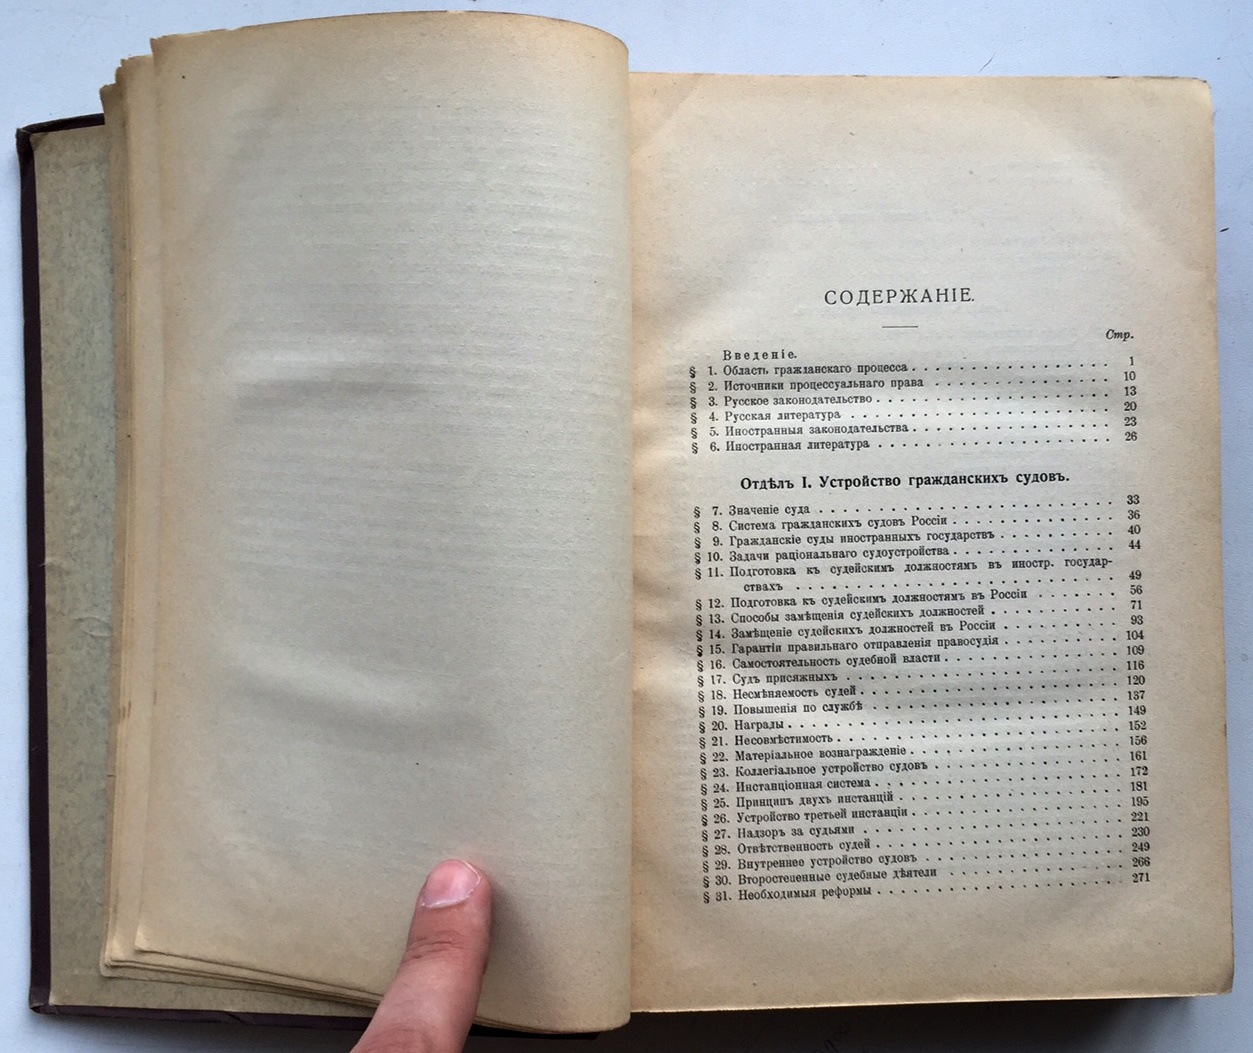 СОДЕРЖАНІЕ.
Стр.
Введеніе.
§ 1. Область гражданскаго процесса . . . . . . . . . . . . . . . . 1
§ 2. Источники процессуальнаго права . . . . . . . . . . . . . . . 10
§ 3. Русское законодательство . . . . . . . . . . . . . . . . . . 13
§ 4. Русская литература . . . . . . . . . . . . . . . . . . . . . 20
§ 5. Иностранныя законодательства . . . . . . . . . . . . . . . . 23
§ 6. Иностранная литература . . . . . . . . . . . . . . . . . . . 26
Отдѣлъ I. Устройство гражданскихъ судовъ.
§ 7. Значеніе суда . . . . . . . . . . . . . . . . . . . . . . . 33
§ 8. Система гражданскихъ судовъ Россіи . . . . . . . . . . . . . 36
§ 9. Гражданскіе суды иностранныхъ государствъ . . . . . . . . . 40
§ 10. Задачи раціональнаго судоустройства . . . . . . . . . . . . 44
§ 11. Подготовка къ судейскимъ должностямъ въ иностр. государ-
ствахъ . . . . . . . . . . . . . . . . . . . . . . . 49
§ 12. Подготовка къ судейскимъ должностямъ въ Россіи . . . . . . . 56
§ 13. Способы замѣщенія судейскихъ должностей . . . . . . . . . . 71
§ 14. Замѣщеніе судейскихъ должностей въ Россіи . . . . . . . . . 93
§ 15. Гарантіи правильнаго отправленія правосудія . . . . . . . . 104
§ 16. Самостоятельность судебной власти . . . . . . . . . . . . . 109
§ 17. Судъ присяжныхъ . . . . . . . . . . . . . . . . . . . . . . 116
§ 18. Несмѣняемость судей . . . . . . . . . . . . . . . . . . . . 120
§ 19. Повышенія по службѣ . . . . . . . . . . . . . . . . . . . . 137
§ 20. Награды . . . . . . . . . . . . . . . . . . . . . . . . . . 149
§ 21. Несовмѣстимость . . . . . . . . . . . . . . . . . . . . . . 152
§ 22. Матеріальное вознагражденіе . . . . . . . . . . . . . . . . 156
§ 23. Коллегіальное устройство судовъ . . . . . . . . . . . . . . 161
§ 24. Инстанціонная система . . . . . . . . . . . . . . . . . . . 172
§ 25. Принципъ двухъ инстанцій . . . . . . . . . . . . . . . . . 181
§ 26. Устройство третьей инстанціи . . . . . . . . . . . . . . . 195
§ 27. Надзоръ за судьями . . . . . . . . . . . . . . . . . . . . 221
§ 28. Отвѣтственность судей . . . . . . . . . . . . . . . . . . . 230
§ 29. Внутреннее устройство судовъ . . . . . . . . . . . . . . . 249
§ 30. Второстепенные судебные дѣятели . . . . . . . . . . . . . . 266
§ 31. Необходимыя реформы . . . . . . . . . . . . . . . . . . . . 271